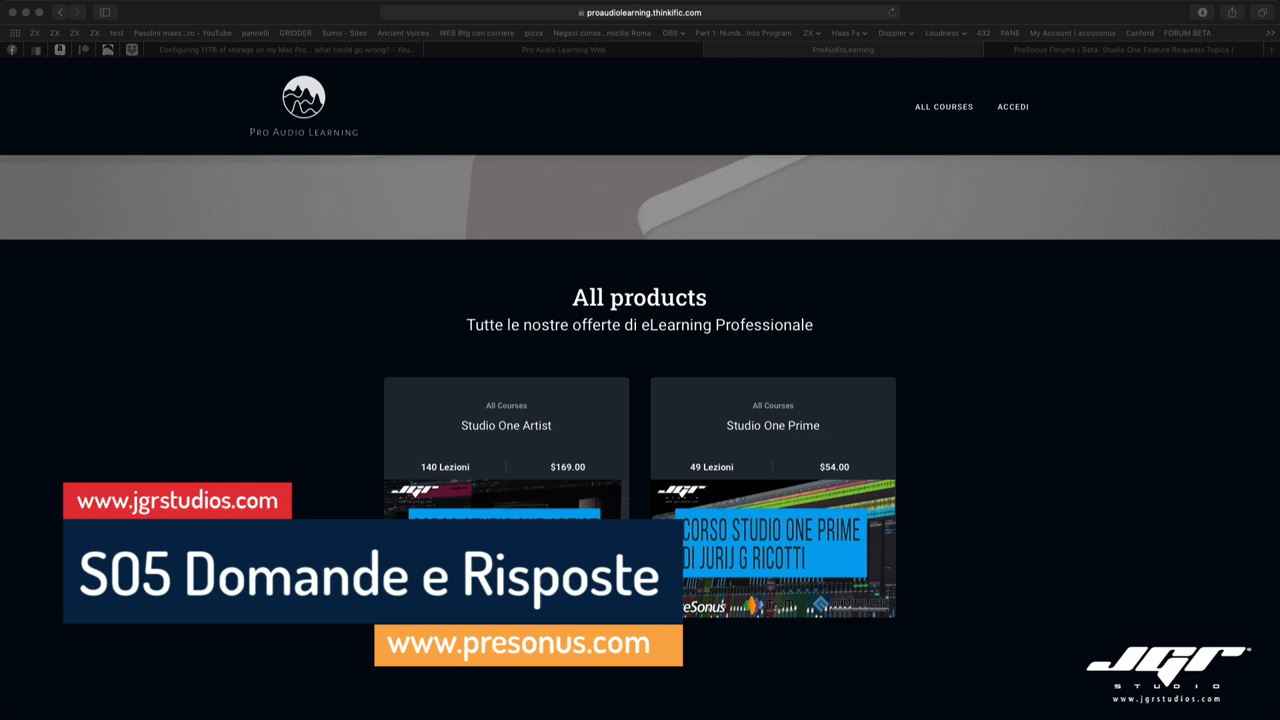 proaudiolearning.thinkific.com
ZX ZX ZX ZX test Pasolini maes...ro - YouTube pannelli GRIDDER Sumo - Sites Ancient Voices WEB Btg con corriere pizza Negozi conse...micilio Roma OBS Part 1: Numb...Into Program ZX Haas Fx Doppler Loudness 432 PANE My Account | accusonus Canford FORUM BETA
Configuring 11TB of storage on my Mac Pro... what could go wrong? - You... Pro Audio Learning Web ProAudioLearning PreSonus Forums | Beta: Studio One Feature Requests Topics |
PRO AUDIO LEARNING
ALL COURSES ACCEDI
All products
Tutte le nostre offerte di eLearning Professionale
All Courses
Studio One Artist
140 Lezioni $169.00
All Courses
Studio One Prime
49 Lezioni $54.00
JGR
JGR
CORSO STUDIO ONE PRIME
DI JURIJ G RICOTTI
eSonus
www.jgrstudios.com
S05 Domande e Risposte
www.presonus.com
JGR
STUDIO
www.jgrstudios.com